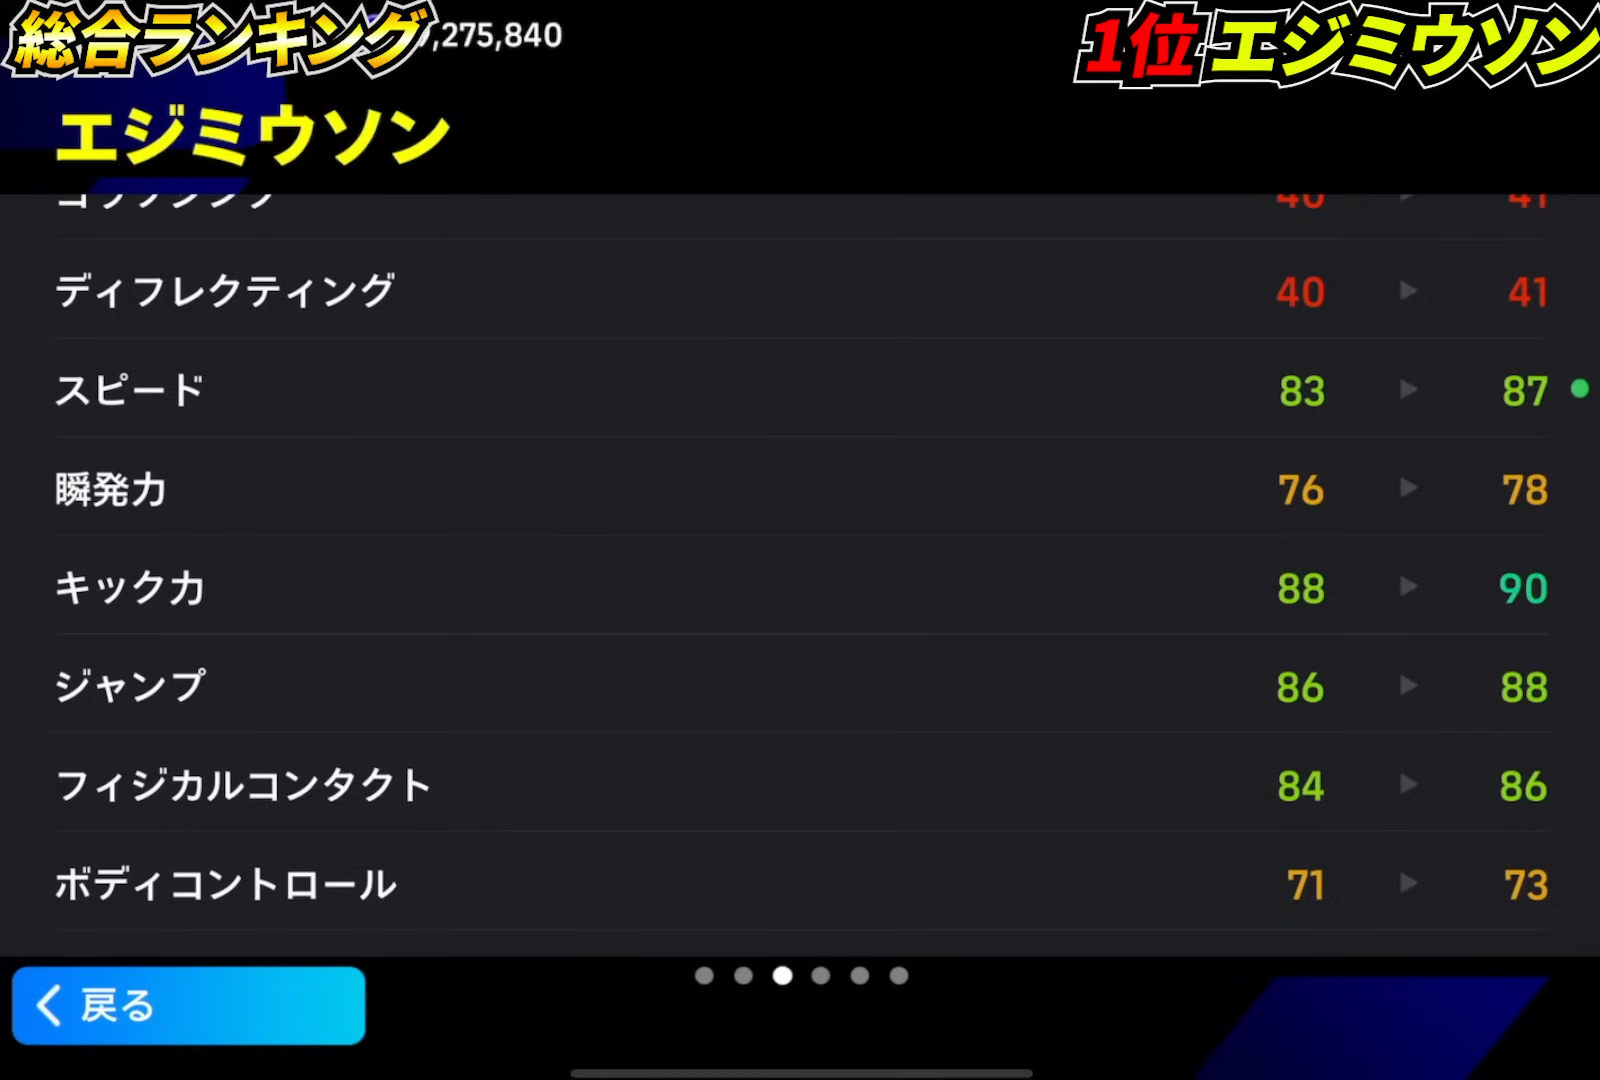 総合ランキング
,275,840
1位 エジミウソン
エジミウソン
ディフレクティング 40 ▶ 41
スピード 83 ▶ 87
瞬発力 76 ▶ 78
キック力 88 ▶ 90
ジャンプ 86 ▶ 88
フィジカルコンタクト 84 ▶ 86
ボディコントロール 71 ▶ 73
戻る